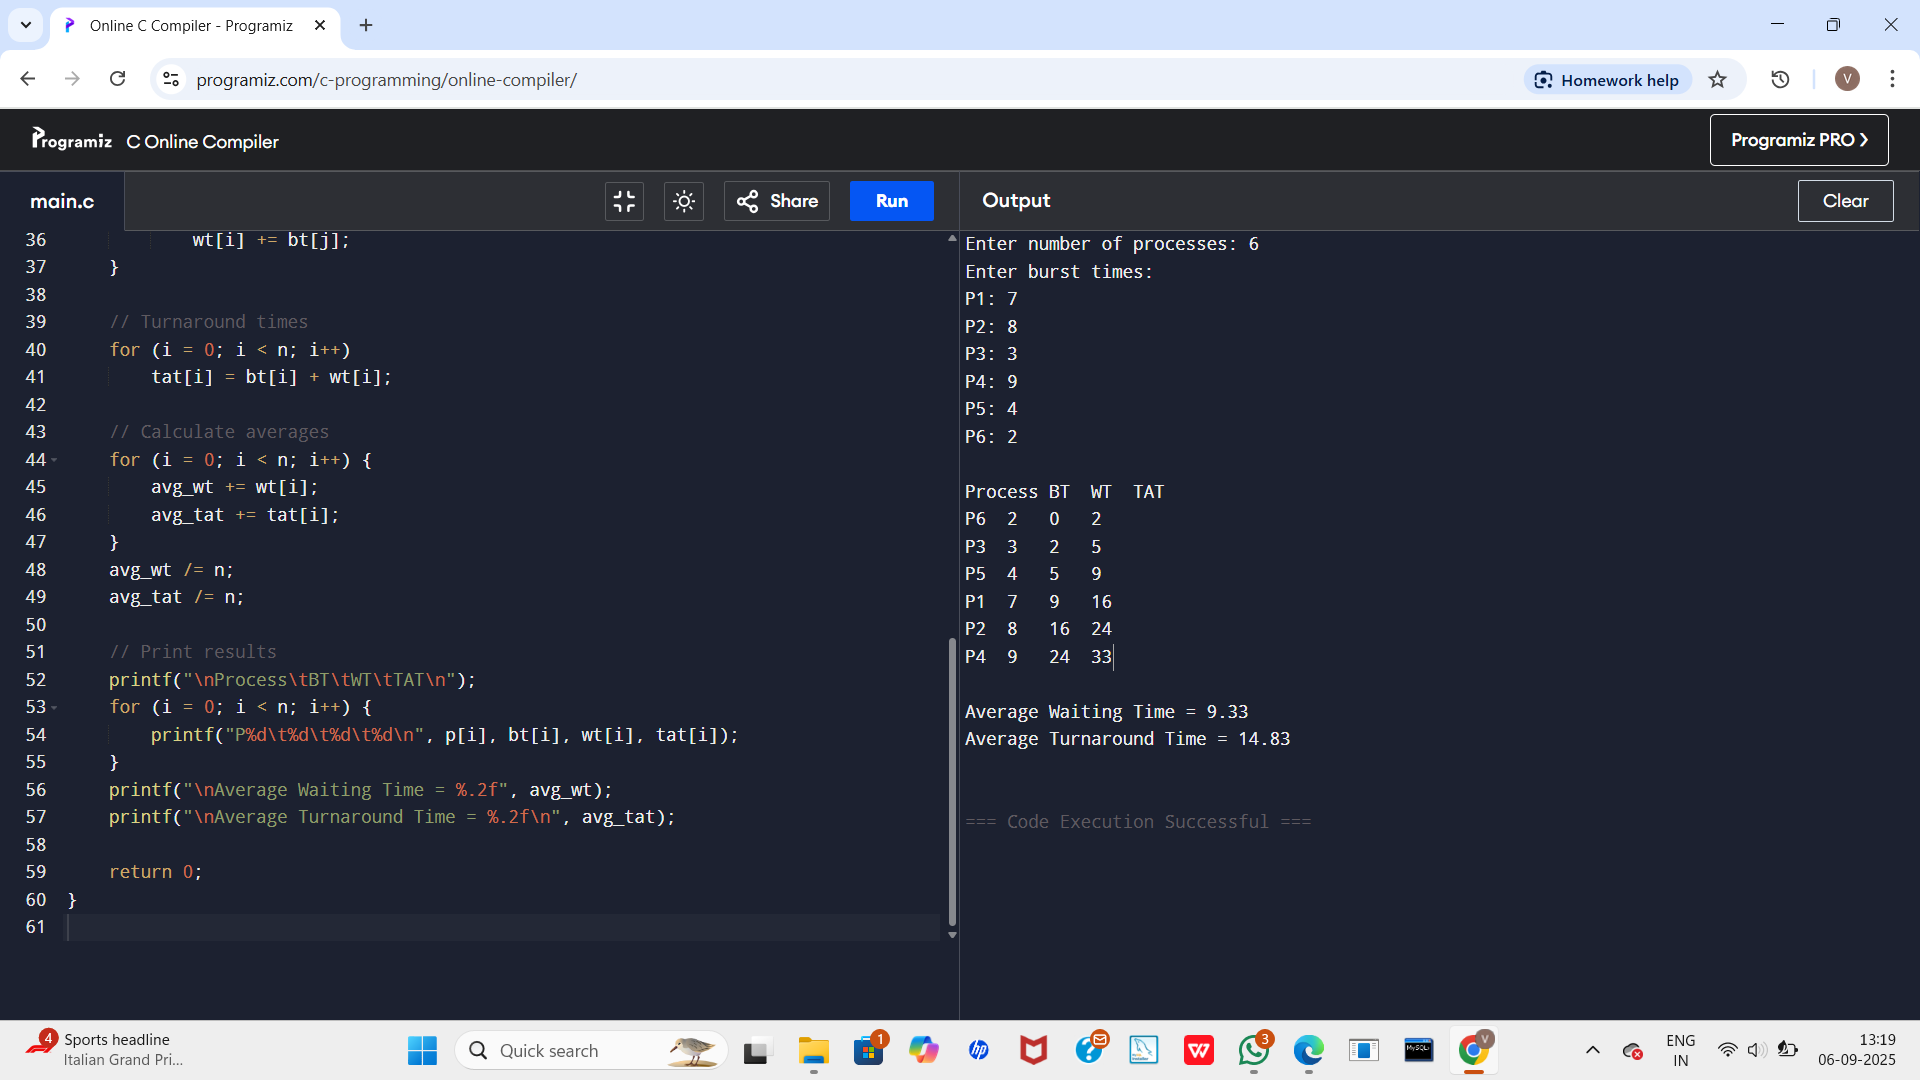 Online C Compiler - Programiz
programiz.com/c-programming/online-compiler/
Homework help
V
Programiz C Online Compiler
Programiz PRO
main.c
Share
Run
Output
Clear
36 wt[i] += bt[j];
37 }
38
39 // Turnaround times
40 for (i = 0; i < n; i++)
41 tat[i] = bt[i] + wt[i];
42
43 // Calculate averages
44 for (i = 0; i < n; i++) {
45 avg_wt += wt[i];
46 avg_tat += tat[i];
47 }
48 avg_wt /= n;
49 avg_tat /= n;
50
51 // Print results
52 printf("\nProcess\tBT\tWT\tTAT\n");
53 for (i = 0; i < n; i++) {
54 printf("P%d\t%d\t%d\t%d\n", p[i], bt[i], wt[i], tat[i]);
55 }
56 printf("\nAverage Waiting Time = %.2f", avg_wt);
57 printf("\nAverage Turnaround Time = %.2f\n", avg_tat);
58
59 return 0;
60 }
61
Enter number of processes: 6
Enter burst times:
P1: 7
P2: 8
P3: 3
P4: 9
P5: 4
P6: 2
Process BT WT TAT
P6 2 0 2
P3 3 2 5
P5 4 5 9
P1 7 9 16
P2 8 16 24
P4 9 24 33
Average Waiting Time = 9.33
Average Turnaround Time = 14.83
=== Code Execution Successful ===
4
Sports headline
Italian Grand Pri...
Quick search
1
hp
W
3
MySQL
V
ENG
IN
13:19
06-09-2025